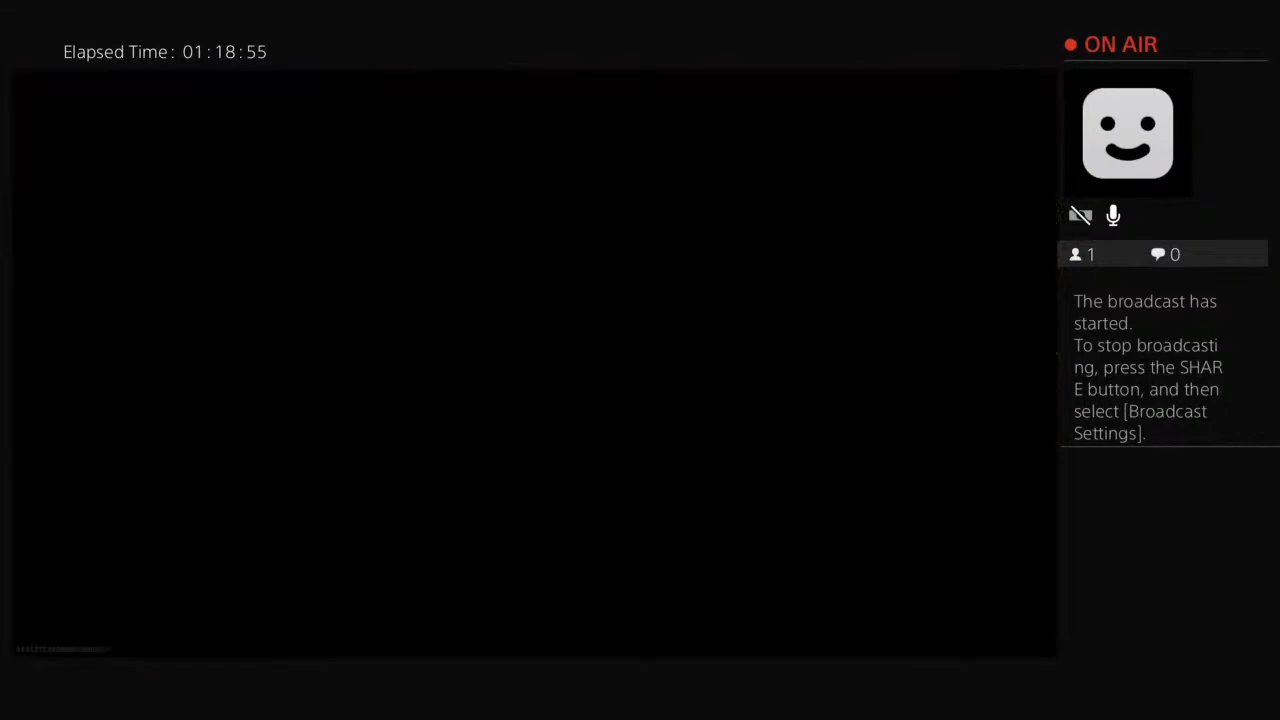 Elapsed Time: 01:18:55
ON AIR
1
0
The broadcast has
started.
To stop broadcasti
ng, press the SHAR
E button, and then
select [Broadcast
Settings].